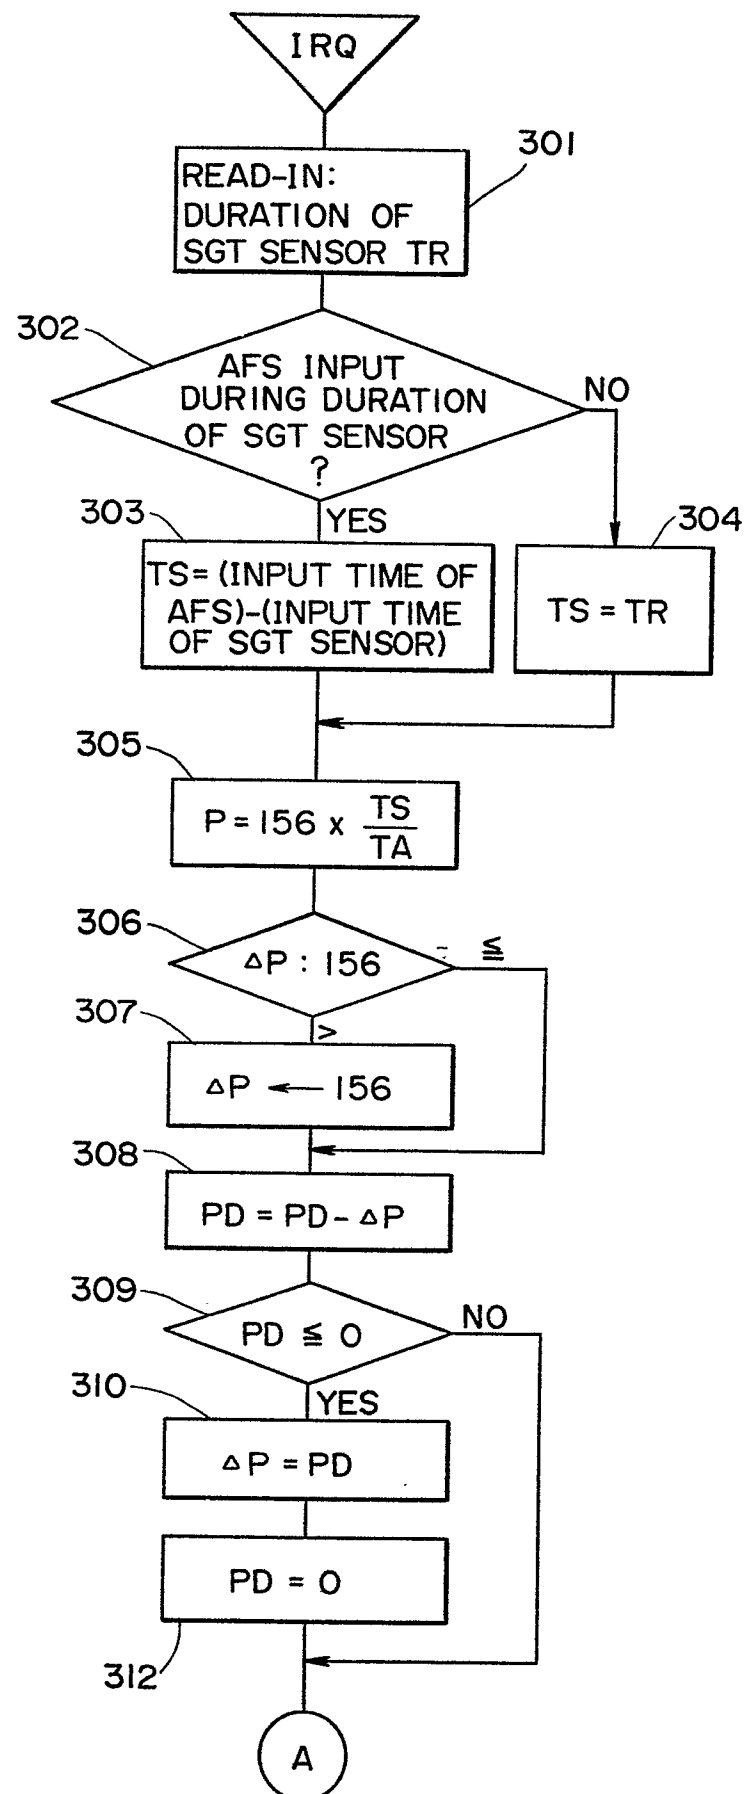 IRQ
301
READ-IN:
DURATION OF
SGT SENSOR TR
302
AFS INPUT
DURING DURATION
OF SGT SENSOR
?
NO
YES
303
TS=(INPUT TIME OF
AFS)-(INPUT TIME
OF SGT SENSOR)
304
TS = TR
305
P = 156 x TS
TA
306
ΔP : 156
≦
>
307
ΔP ← 156
308
PD = PD - ΔP
309
PD ≦ 0
NO
YES
310
ΔP = PD
PD = 0
312
A